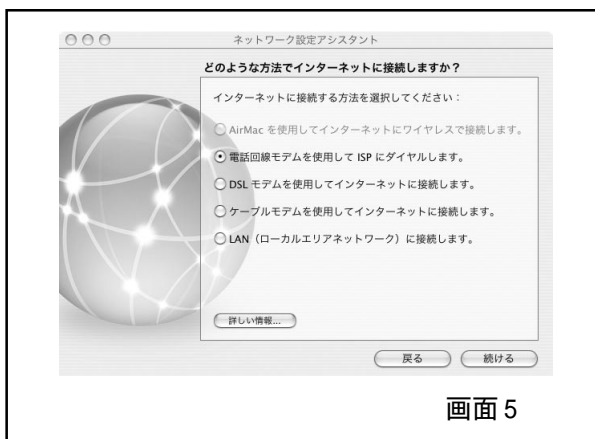 ネットワーク設定アシスタント
どのような方法でインターネットに接続しますか？
インターネットに接続する方法を選択してください：
AirMac を使用してインターネットにワイヤレスで接続します。
電話回線モデムを使用して ISP にダイヤルします。
DSL モデムを使用してインターネットに接続します。
ケーブルモデムを使用してインターネットに接続します。
LAN（ローカルエリアネットワーク）に接続します。
詳しい情報...
戻る 続ける
画面 5